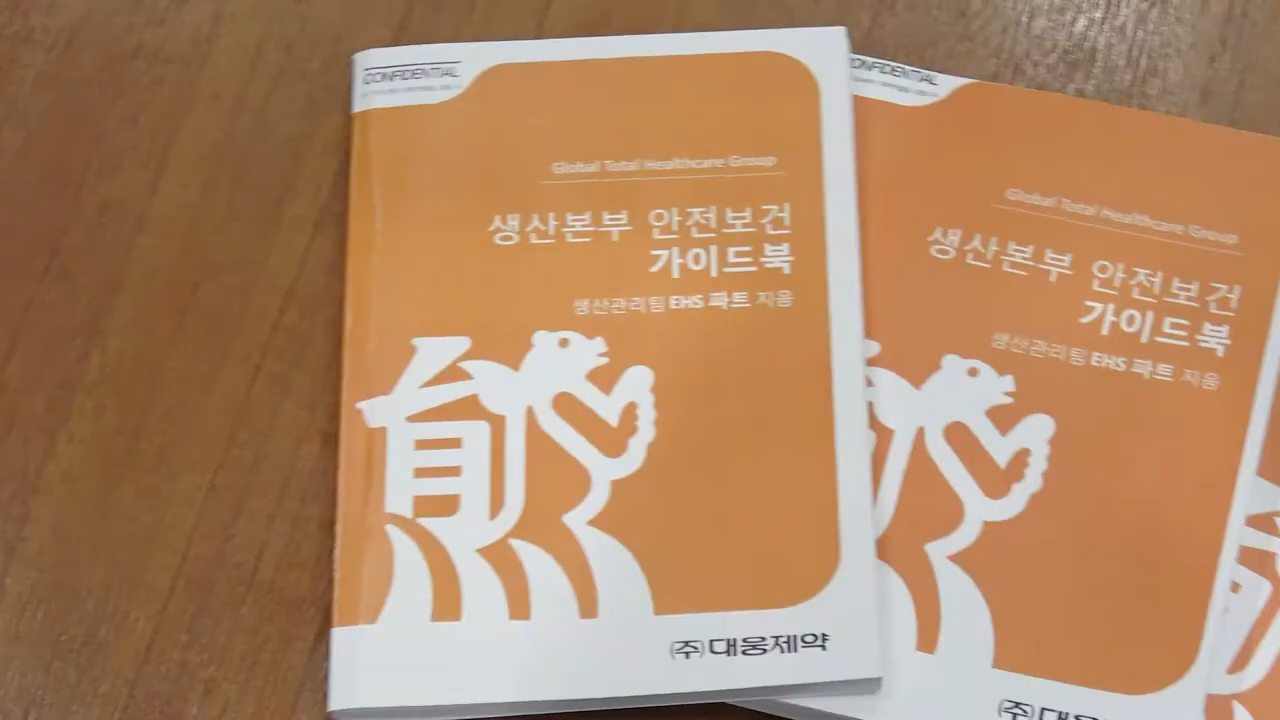 CONFIDENTIAL
Global Total Healthcare Group
생산본부 안전보건
가이드북
생산관리팀 EHS 파트 지음
(주)대웅제약
CONFIDENTIAL
Global Total Healthcare Group
생산본부 안전보건
가이드북
생산관리팀 EHS 파트 지음
(주)대웅